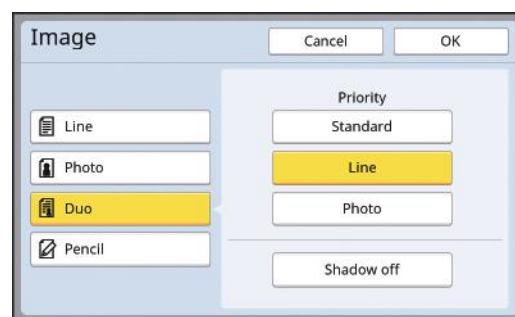 Image
Cancel
OK
Line
Photo
Duo
Pencil
Priority
Standard
Line
Photo
Shadow off